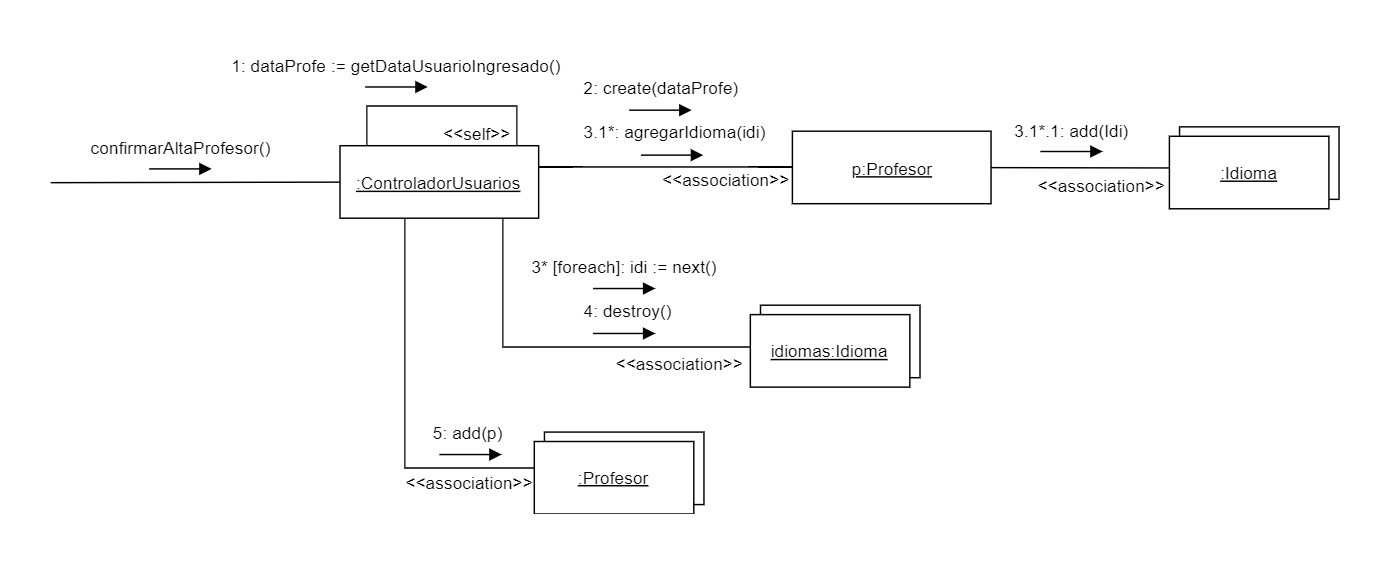 1: dataProfe := getDataUsuarioIngresado()
2: create(dataProfe)
<<self>>
3.1*: agregarIdioma(idi)
3.1*.1: add(Idi)
confirmarAltaProfesor()
:ControladorUsuarios
<<association>>
p:Profesor
<<association>>
:Idioma
3* [foreach]: idi := next()
4: destroy()
idiomas:Idioma
<<association>>
5: add(p)
<<association>>
:Profesor